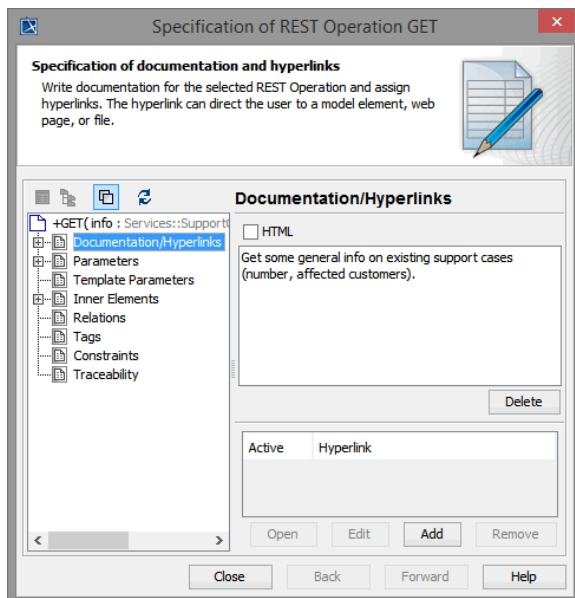 Specification of REST Operation GET
Specification of documentation and hyperlinks
Write documentation for the selected REST Operation and assign
hyperlinks. The hyperlink can direct the user to a model element, web
page, or file.
Documentation/Hyperlinks
+GET( info : Services::Support
Documentation/Hyperlinks
Parameters
Template Parameters
Inner Elements
Relations
Tags
Constraints
Traceability
HTML
Get some general info on existing support cases
(number, affected customers).
Delete
Active Hyperlink
Open Edit Add Remove
Close Back Forward Help